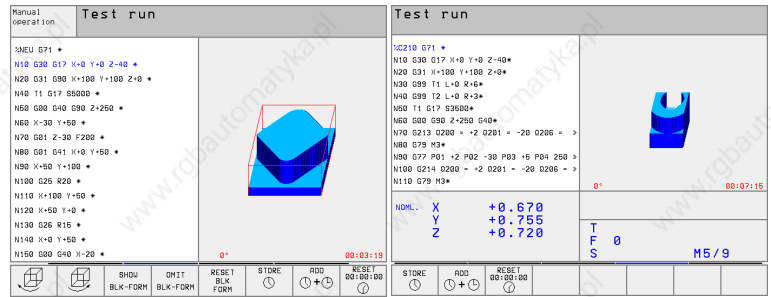 Manual
operation
Test run
%NEU G71 *
N10 G30 G17 X+0 Y+0 Z-40 *
N20 G31 G90 X+100 Y+100 Z+0 *
N40 T1 G17 S5000 *
N50 G00 G40 G90 Z+250 *
N60 X-30 Y+50 *
N70 G01 Z-30 F200 *
N80 G01 G41 X+0 Y+50 *
N90 X+50 Y+100 *
N100 G25 R20 *
N110 X+100 Y+50 *
N120 X+50 Y+0 *
N130 G26 R15 *
N140 X+0 Y+50 *
N150 G00 G40 X-20 *
0°
00:03:19
SHOW
BLK-FORM
OMIT
BLK-FORM
RESET
BLK
FORM
STORE
ADD
+
RESET
00:00:00
Test run
%C210 G71 *
N10 G30 G17 X+0 Y+0 Z-40*
N20 G31 X+100 Y+100 Z+0*
N30 G99 T1 L+0 R+6*
N40 G99 T2 L+0 R+3*
N50 T1 G17 S3500*
N60 G00 G90 Z+250 G40*
N70 G213 Q200 = +2 Q201 = -20 Q206 = >
N80 G79 M3*
N90 G77 P01 +2 P02 -30 P03 +5 P04 250 >
N100 G214 Q200 = +2 Q201 = -20 Q206 = >
N110 G79 M3*
0°
00:07:15
NOML.
X +0.670
Y +0.755
Z +0.720
T
F 0
S M5/9
STORE
ADD
+
RESET
00:00:00
www.rgbautomatyka.pl